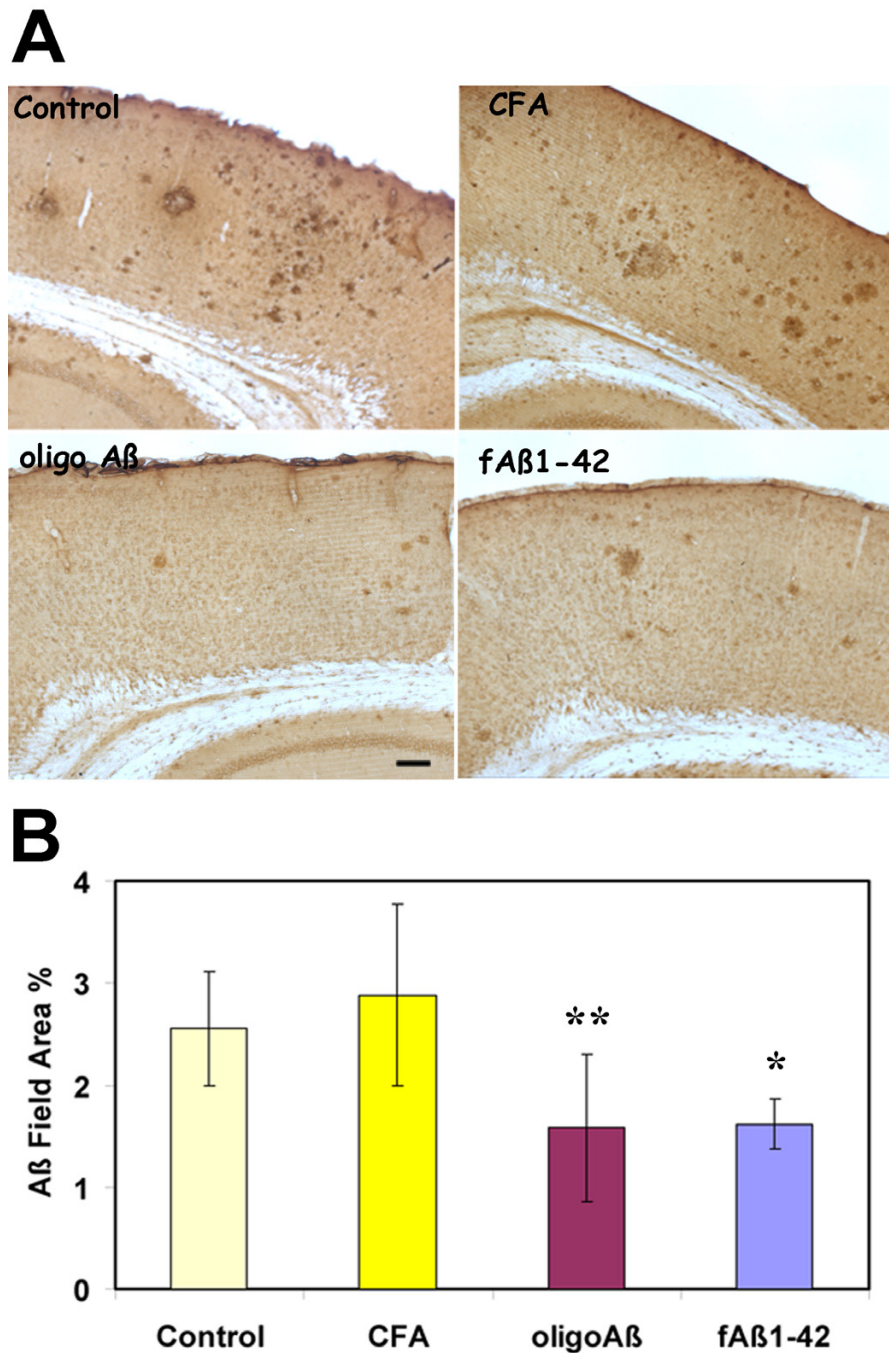 A
Control
CFA
oligo Aß
fAß1-42
B
Aß Field Area %
4
3
2
1
0
**
*
Control
CFA
oligoAß
fAß1-42